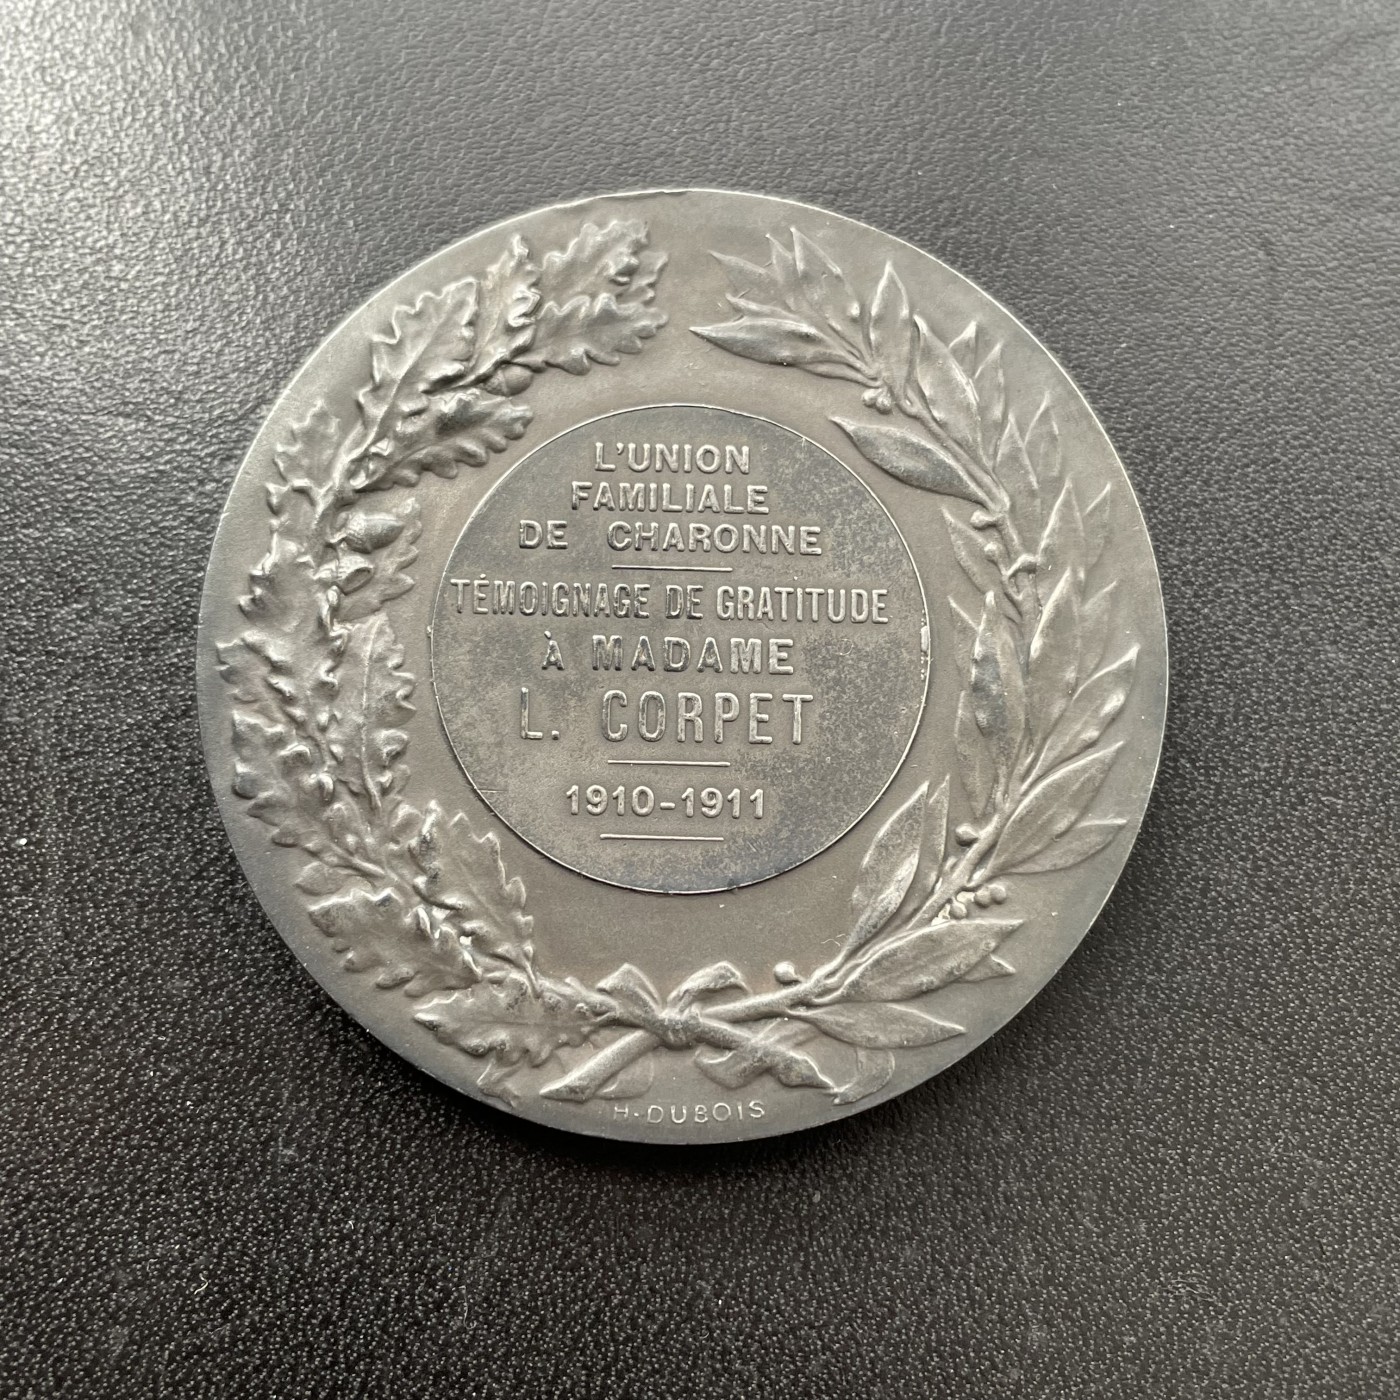 L'UNION
FAMILIALE
DE CHARONNE
TÉMOIGNAGE DE GRATITUDE
À MADAME
L. CORPET
1910-1911
H. DUBOIS